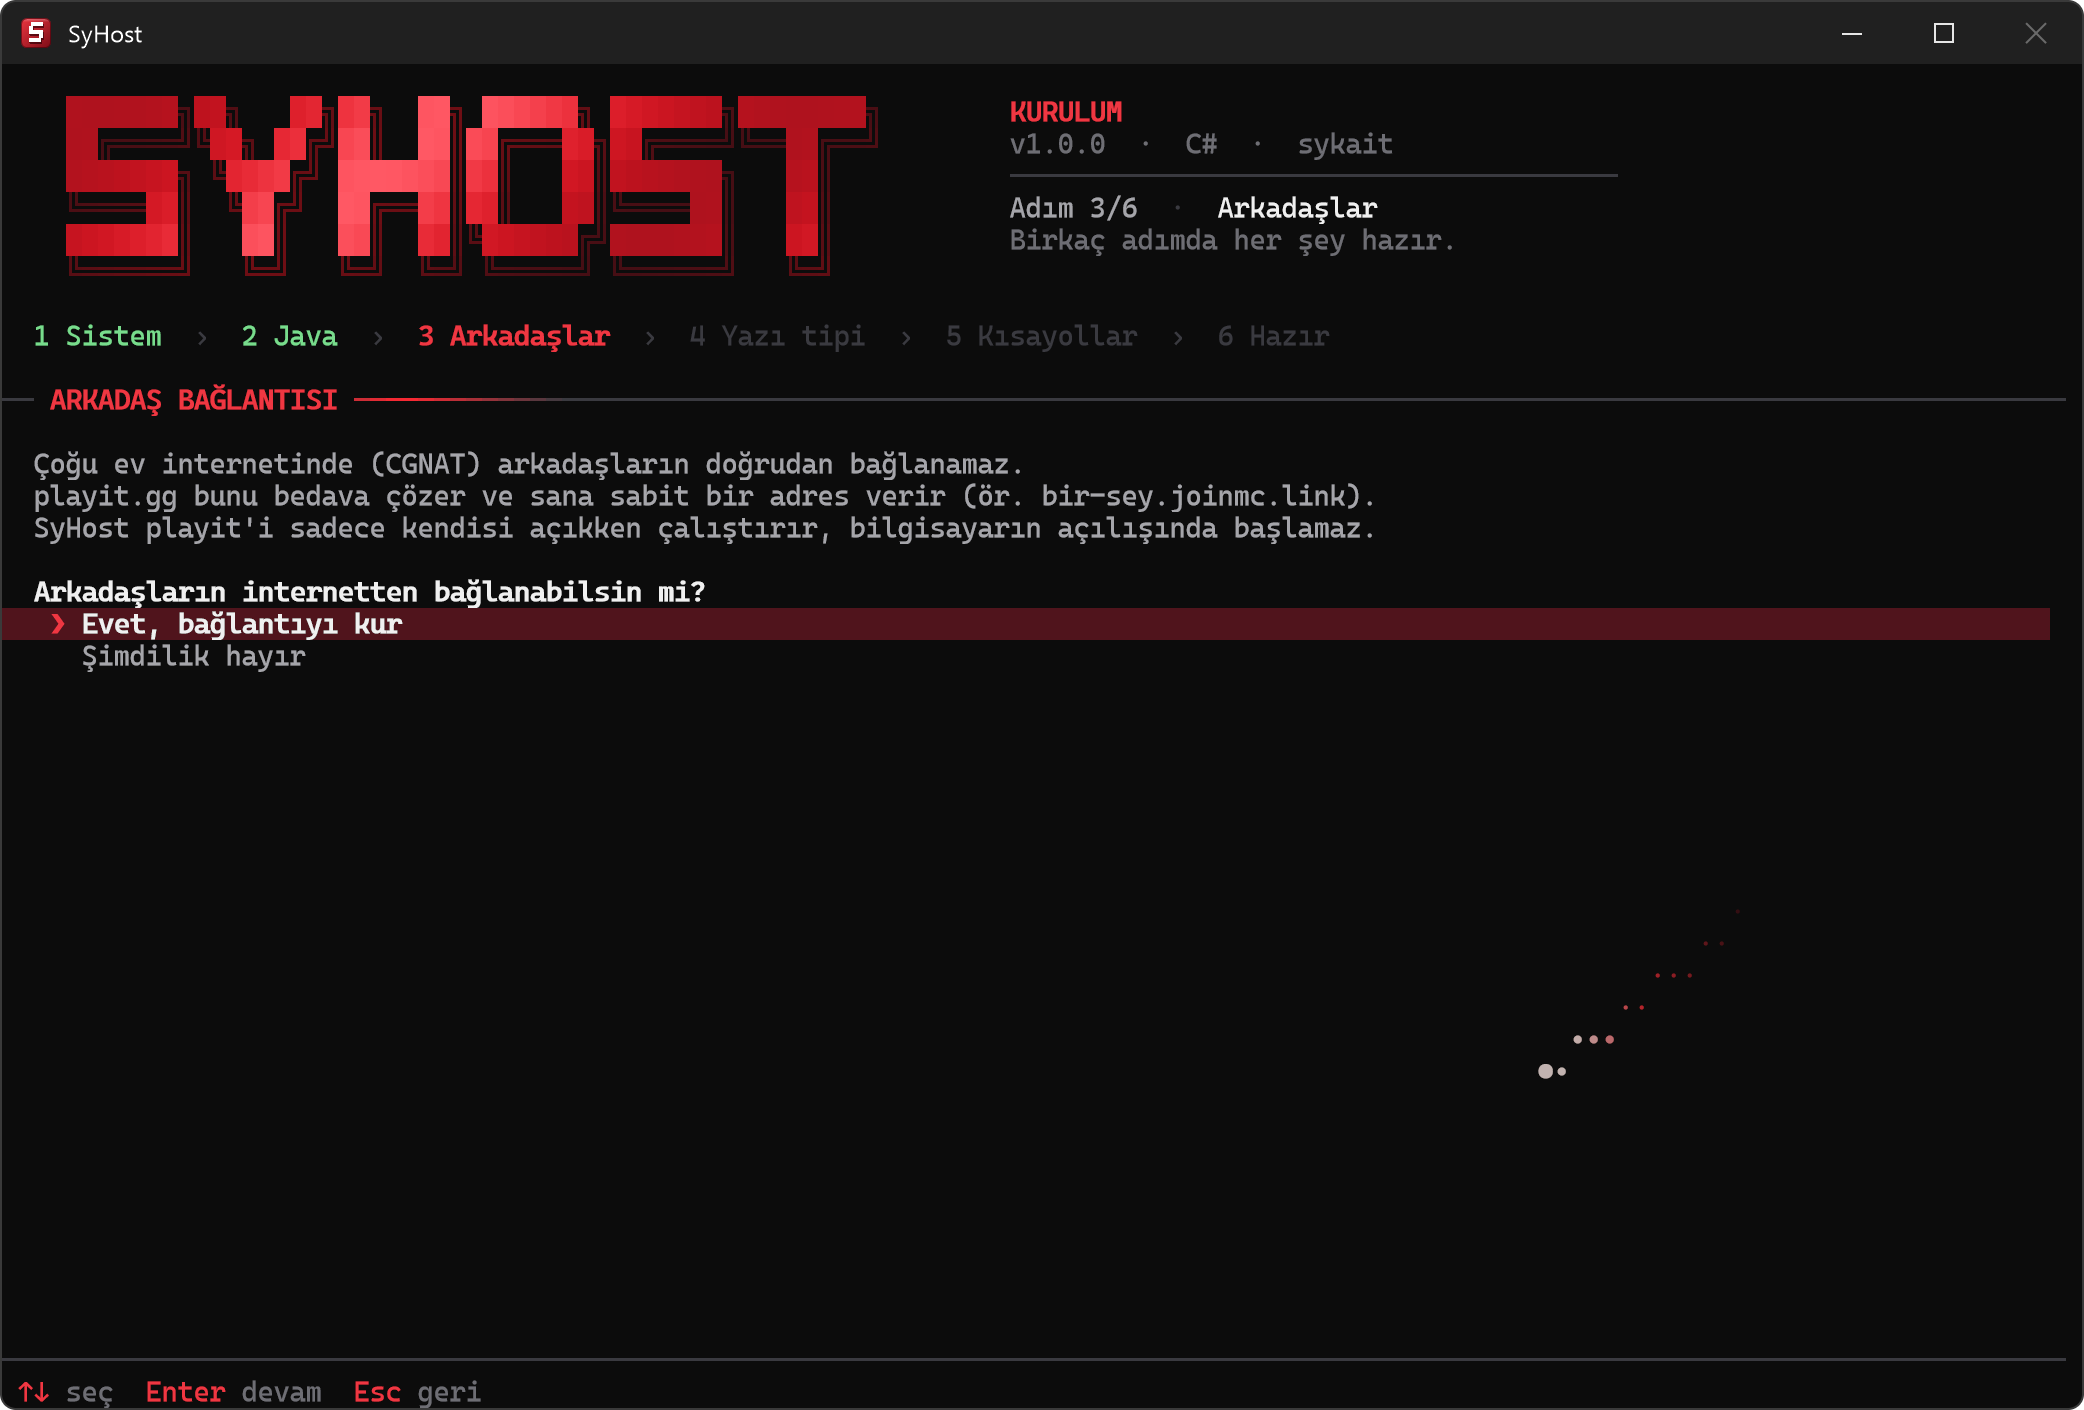 SyHost
SYHOST
KURULUM
v1.0.0 · C# · sykait
Adım 3/6 · Arkadaşlar
Birkaç adımda her şey hazır.
1 Sistem › 2 Java › 3 Arkadaşlar › 4 Yazı tipi › 5 Kısayollar › 6 Hazır
ARKADAŞ BAĞLANTISI
Çoğu ev internetinde (CGNAT) arkadaşların doğrudan bağlanamaz.
playit.gg bunu bedava çözer ve sana sabit bir adres verir (ör. bir-sey.joinmc.link).
SyHost playit'i sadece kendisi açıkken çalıştırır, bilgisayarın açılışında başlamaz.
Arkadaşların internetten bağlanabilsin mi?
❯ Evet, bağlantıyı kur
Şimdilik hayır
↑↓ seç Enter devam Esc geri